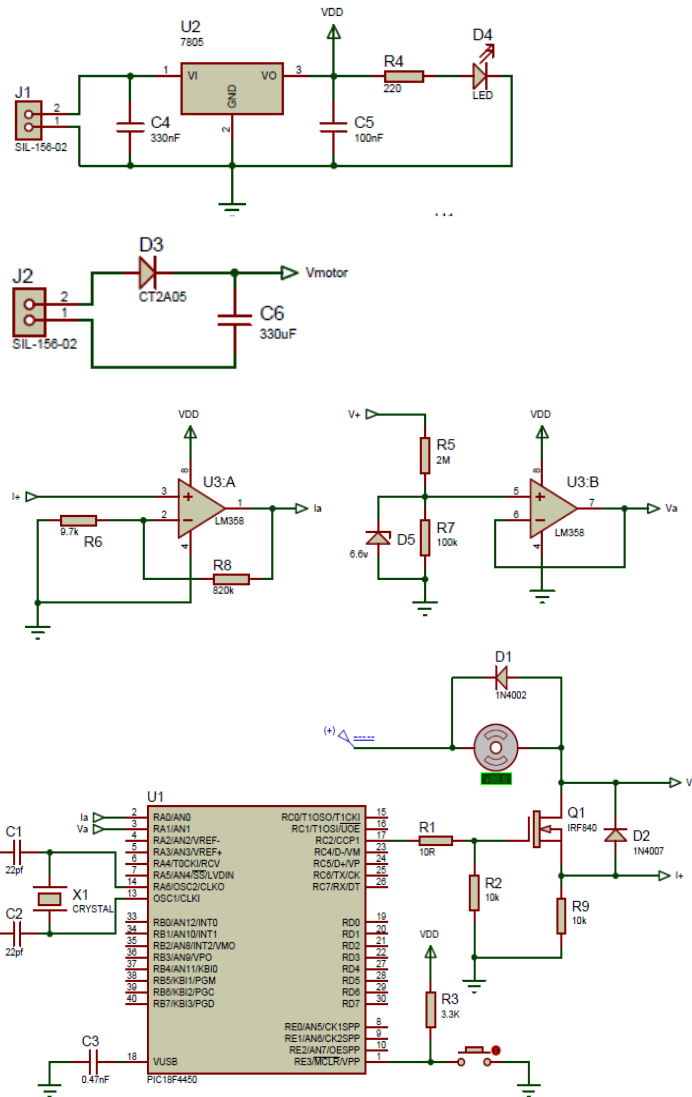 VDD
U2
7805
1 VI VO 3
GND
2
R4
220
D4
LED
J1
2
1
SIL-156-02
C4
330nF
C5
100nF
D3
CT2A05
Vmotor
J2
2
1
SIL-156-02
C6
330uF
VDD
8
U3:A
I+
3
2
1
Ia
LM358
4
R6
9.7k
R8
820k
V+
R5
2M
VDD
8
U3:B
5
6
7
Va
LM358
4
D5
6.6v
R7
100k
D1
1N4002
(+)
V
Q1
IRF840
D2
1N4007
I+
R1
10R
R2
10k
R9
10k
U1
Ia
Va
2 RA0/AN0
3 RA1/AN1
4 RA2/AN2/VREF-
5 RA3/AN3/VREF+
6 RA4/T0CKI/RCV
7 RA5/AN4/SS/LVDIN
14 RA6/OSC2/CLKO
13 OSC1/CLKI
33 RB0/AN12/INT0
34 RB1/AN10/INT1
35 RB2/AN8/INT2/VMO
36 RB3/AN9/VPO
37 RB4/AN11/KBI0
38 RB5/KBI1/PGM
39 RB6/KBI2/PGC
40 RB7/KBI3/PGD
18 VUSB
RC0/T1OSO/T1CKI 15
RC1/T1OSI/UOE 16
RC2/CCP1 17
RC4/D-/VM 23
RC5/D+/VP 24
RC6/TX/CK 25
RC7/RX/DT 26
RD0 19
RD1 20
RD2 21
RD3 22
RD4 27
RD5 28
RD6 29
RD7 30
RE0/AN5/CK1SPP 8
RE1/AN6/CK2SPP 9
RE2/AN7/OESPP 10
RE3/MCLR/VPP 1
PIC18F4450
C1
22pf
X1
CRYSTAL
C2
22pf
C3
0.47nF
VDD
R3
3.3K